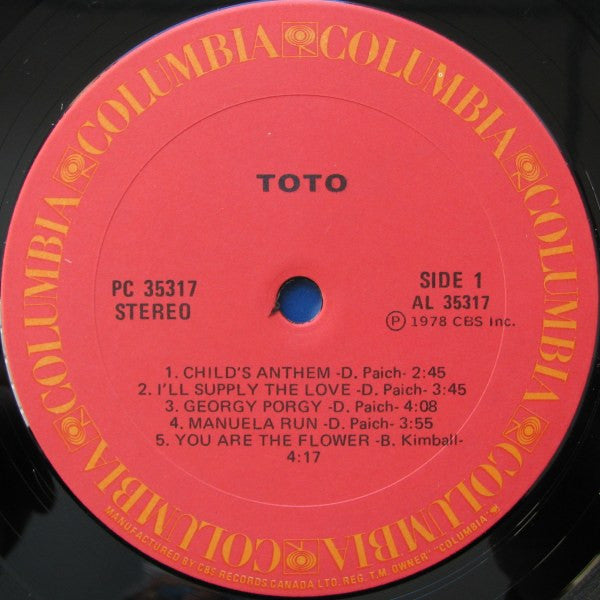 COLUMBIA COLUMBIA COLUMBIA COLUMBIA COLUMBIA COLUMBIA COLUMBIA COLUMBIA
TOTO
PC 35317
STEREO
SIDE 1
AL 35317
Ⓟ 1978 CBS Inc.
1. CHILD'S ANTHEM -D. Paich- 2:45
2. I'LL SUPPLY THE LOVE -D. Paich- 3:45
3. GEORGY PORGY -D. Paich- 4:08
4. MANUELA RUN -D. Paich- 3:55
5. YOU ARE THE FLOWER -B. Kimball-
4:17
MANUFACTURED BY CBS RECORDS CANADA LTD. REG. T.M. OWNER "COLUMBIA"